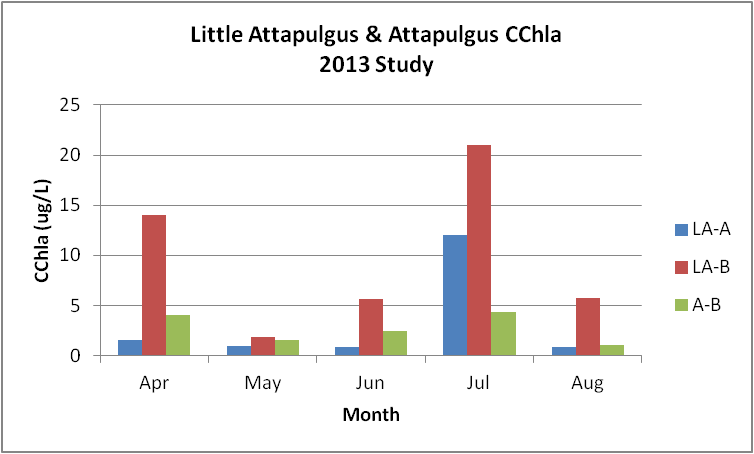 Little Attapulgus & Attapulgus CChla
2013 Study
CChla (ug/L)
25
20
15
10
5
0
Apr May Jun Jul Aug
Month
LA-A
LA-B
A-B